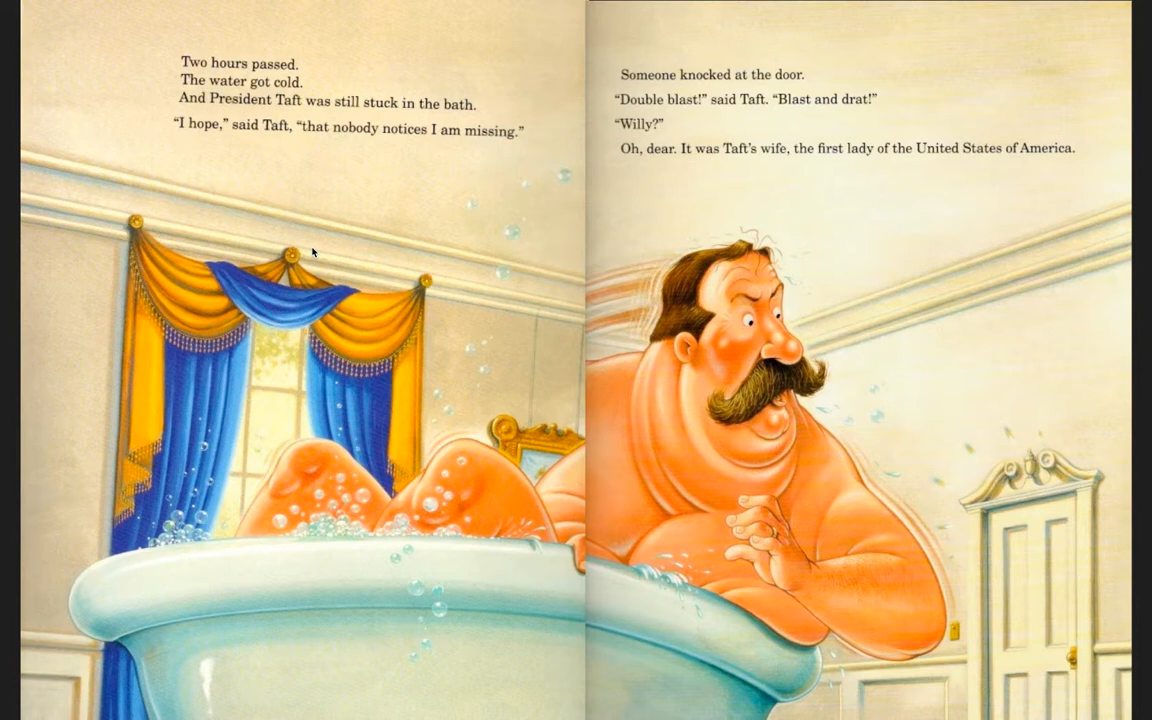 Two hours passed.
The water got cold.
And President Taft was still stuck in the bath.
“I hope,” said Taft, “that nobody notices I am missing.”
Someone knocked at the door.
“Double blast!” said Taft. “Blast and drat!”
“Willy?”
Oh, dear. It was Taft’s wife, the first lady of the United States of America.